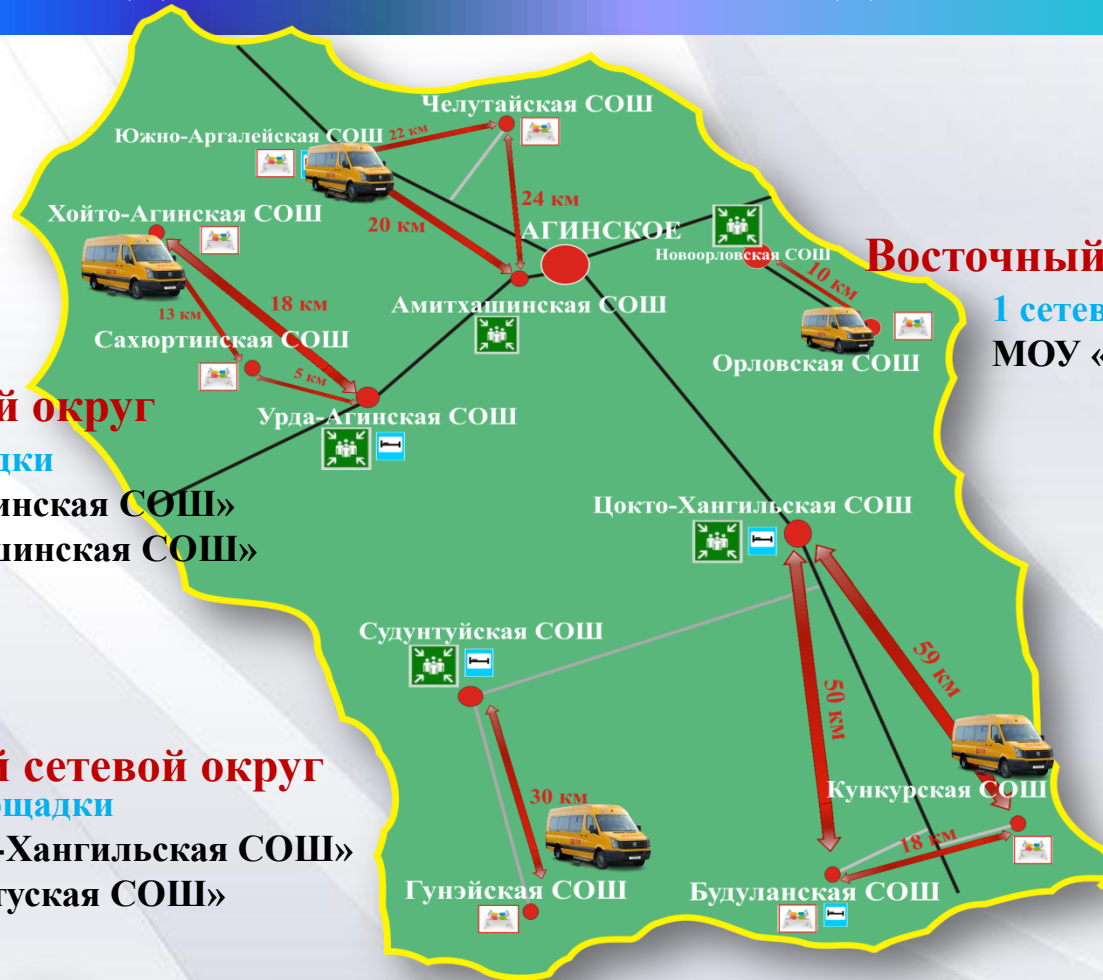 Челутайская СОШ
Южно-Аргалейская СОШ
22 км
Хойто-Агинская СОШ
24 км
20 км
АГИНСКОЕ
Новоорловская СОШ
Восточный
10 км
1 сетев
МОУ «
18 км
Амитхашинская СОШ
13 км
Сахюртинская СОШ
Орловская СОШ
5 км
й округ
Урда-Агинская СОШ
дки
инская СОШ»
шинская СОШ»
Цокто-Хангильская СОШ
Судунтуйская СОШ
59 км
50 км
й сетевой округ
ощадки
30 км
Кункурская СОШ
-Хангильская СОШ»
18 км
туская СОШ»
Гунэйская СОШ
Будуланская СОШ